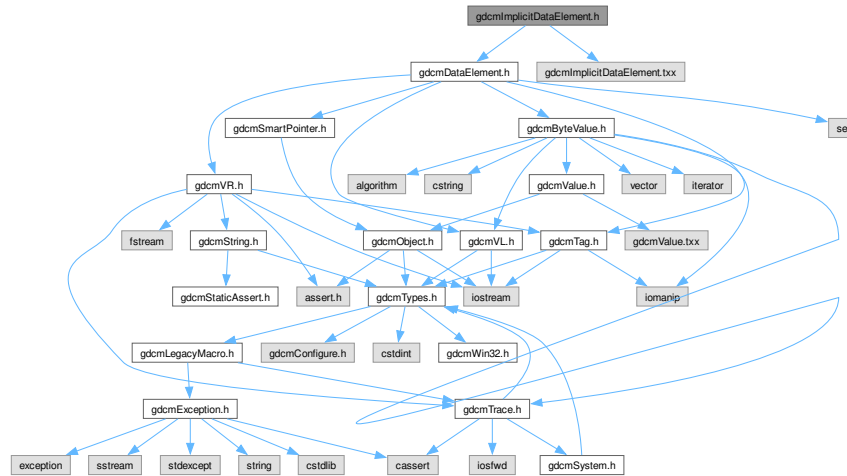 gdcmImplicitDataElement.h
gdcmDataElement.h
gdcmImplicitDataElement.txx
gdcmSmartPointer.h
gdcmByteValue.h
se
gdcmVR.h
algorithm
cstring
gdcmValue.h
vector
iterator
fstream
gdcmString.h
gdcmObject.h
gdcmVL.h
gdcmTag.h
gdcmValue.txx
gdcmStaticAssert.h
assert.h
gdcmTypes.h
iostream
iomanip
gdcmLegacyMacro.h
gdcmConfigure.h
cstdint
gdcmWin32.h
gdcmException.h
gdcmTrace.h
exception
sstream
stdexcept
string
cstdlib
cassert
iosfwd
gdcmSystem.h